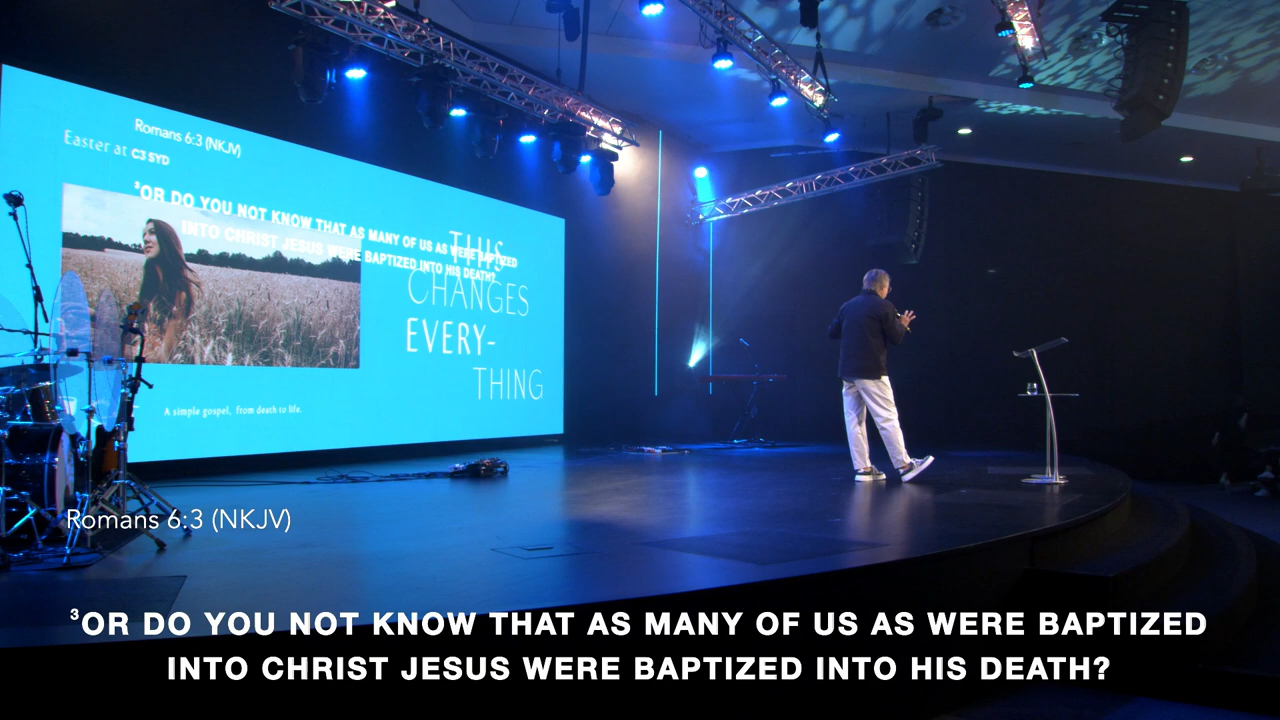 Romans 6:3 (NKJV)
Easter at C3 SYD
³OR DO YOU NOT KNOW THAT AS MANY OF US AS WERE BAPTIZED
INTO CHRIST JESUS WERE BAPTIZED INTO HIS DEATH?
THIS
CHANGES
EVERY-
THING
A simple gospel, from death to life.
Romans 6:3 (NKJV)
³OR DO YOU NOT KNOW THAT AS MANY OF US AS WERE BAPTIZED
INTO CHRIST JESUS WERE BAPTIZED INTO HIS DEATH?